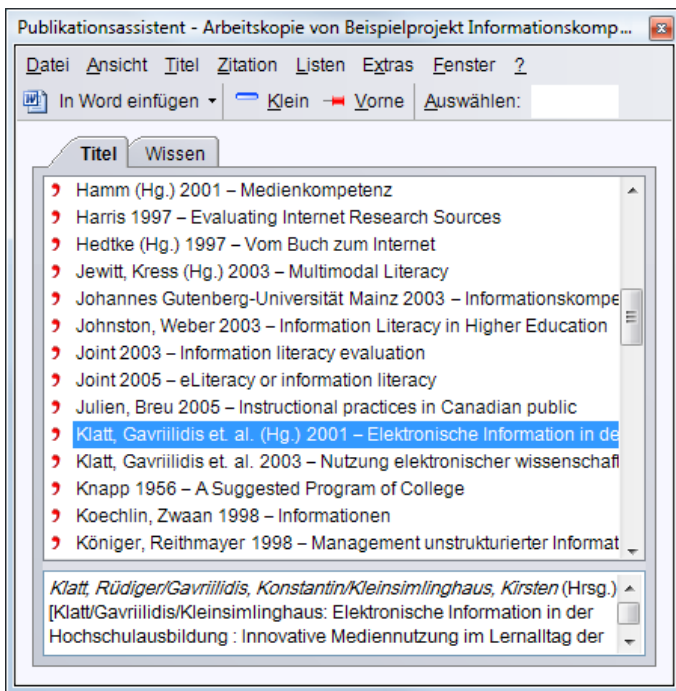 Publikationsassistent - Arbeitskopie von Beispielprojekt Informationskomp...
Datei Ansicht Titel Zitation Listen Extras Fenster ?
In Word einfügen Klein Vorne Auswählen:
Titel Wissen
Hamm (Hg.) 2001 – Medienkompetenz
Harris 1997 – Evaluating Internet Research Sources
Hedtke (Hg.) 1997 – Vom Buch zum Internet
Jewitt, Kress (Hg.) 2003 – Multimodal Literacy
Johannes Gutenberg-Universität Mainz 2003 – Informationskompe
Johnston, Weber 2003 – Information Literacy in Higher Education
Joint 2003 – Information literacy evaluation
Joint 2005 – eLiteracy or information literacy
Julien, Breu 2005 – Instructional practices in Canadian public
Klatt, Gavriilidis et. al. (Hg.) 2001 – Elektronische Information in de
Klatt, Gavriilidis et. al. 2003 – Nutzung elektronischer wissenschaft
Knapp 1956 – A Suggested Program of College
Koechlin, Zwaan 1998 – Informationen
Königer, Reithmayer 1998 – Management unstrukturierter Informat
Klatt, Rüdiger/Gavriilidis, Konstantin/Kleinsimlinghaus, Kirsten (Hrsg.)
[Klatt/Gavriilidis/Kleinsimlinghaus: Elektronische Information in der
Hochschulausbildung : Innovative Mediennutzung im Lernalltag der